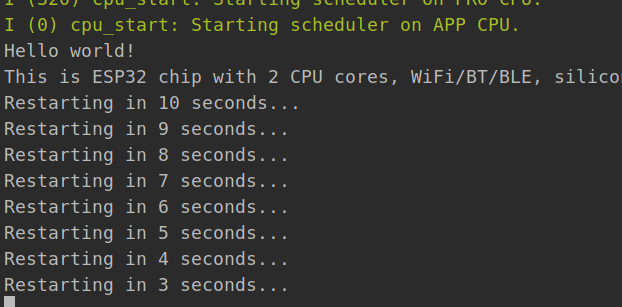 I (320) cpu_start: Starting scheduler on PRO CPU.
I (0) cpu_start: Starting scheduler on APP CPU.
Hello world!
This is ESP32 chip with 2 CPU cores, WiFi/BT/BLE, silico
Restarting in 10 seconds...
Restarting in 9 seconds...
Restarting in 8 seconds...
Restarting in 7 seconds...
Restarting in 6 seconds...
Restarting in 5 seconds...
Restarting in 4 seconds...
Restarting in 3 seconds...